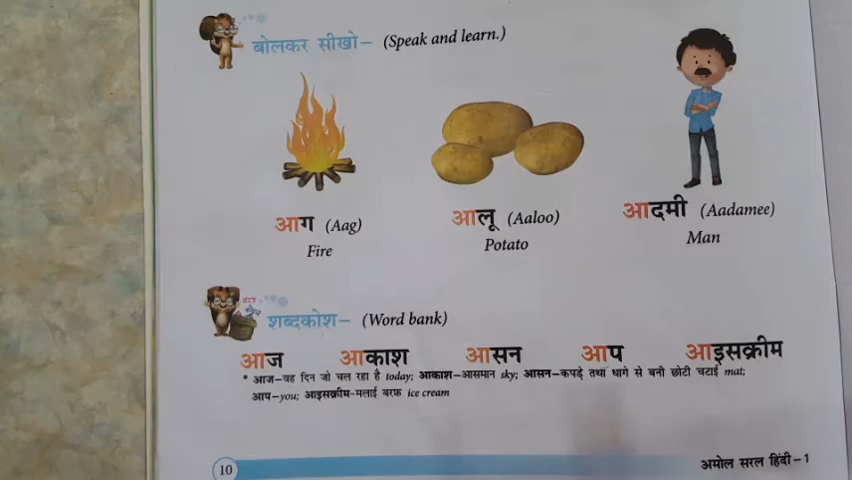 बोलकर सीखो– (Speak and learn.)
आग (Aag) आलू (Aaloo) आदमी (Aadamee)
Fire Potato Man
शब्दकोश– (Word bank)
आज आकाश आसन आप आइसक्रीम
* आज–वह दिन जो चल रहा है today; आकाश–आसमान sky; आसन–कपड़े तथा धागे से बनी छोटी चटाई mat;
आप–you; आइसक्रीम-मलाई बरफ़ ice cream
10 अमोल सरल हिंदी–1